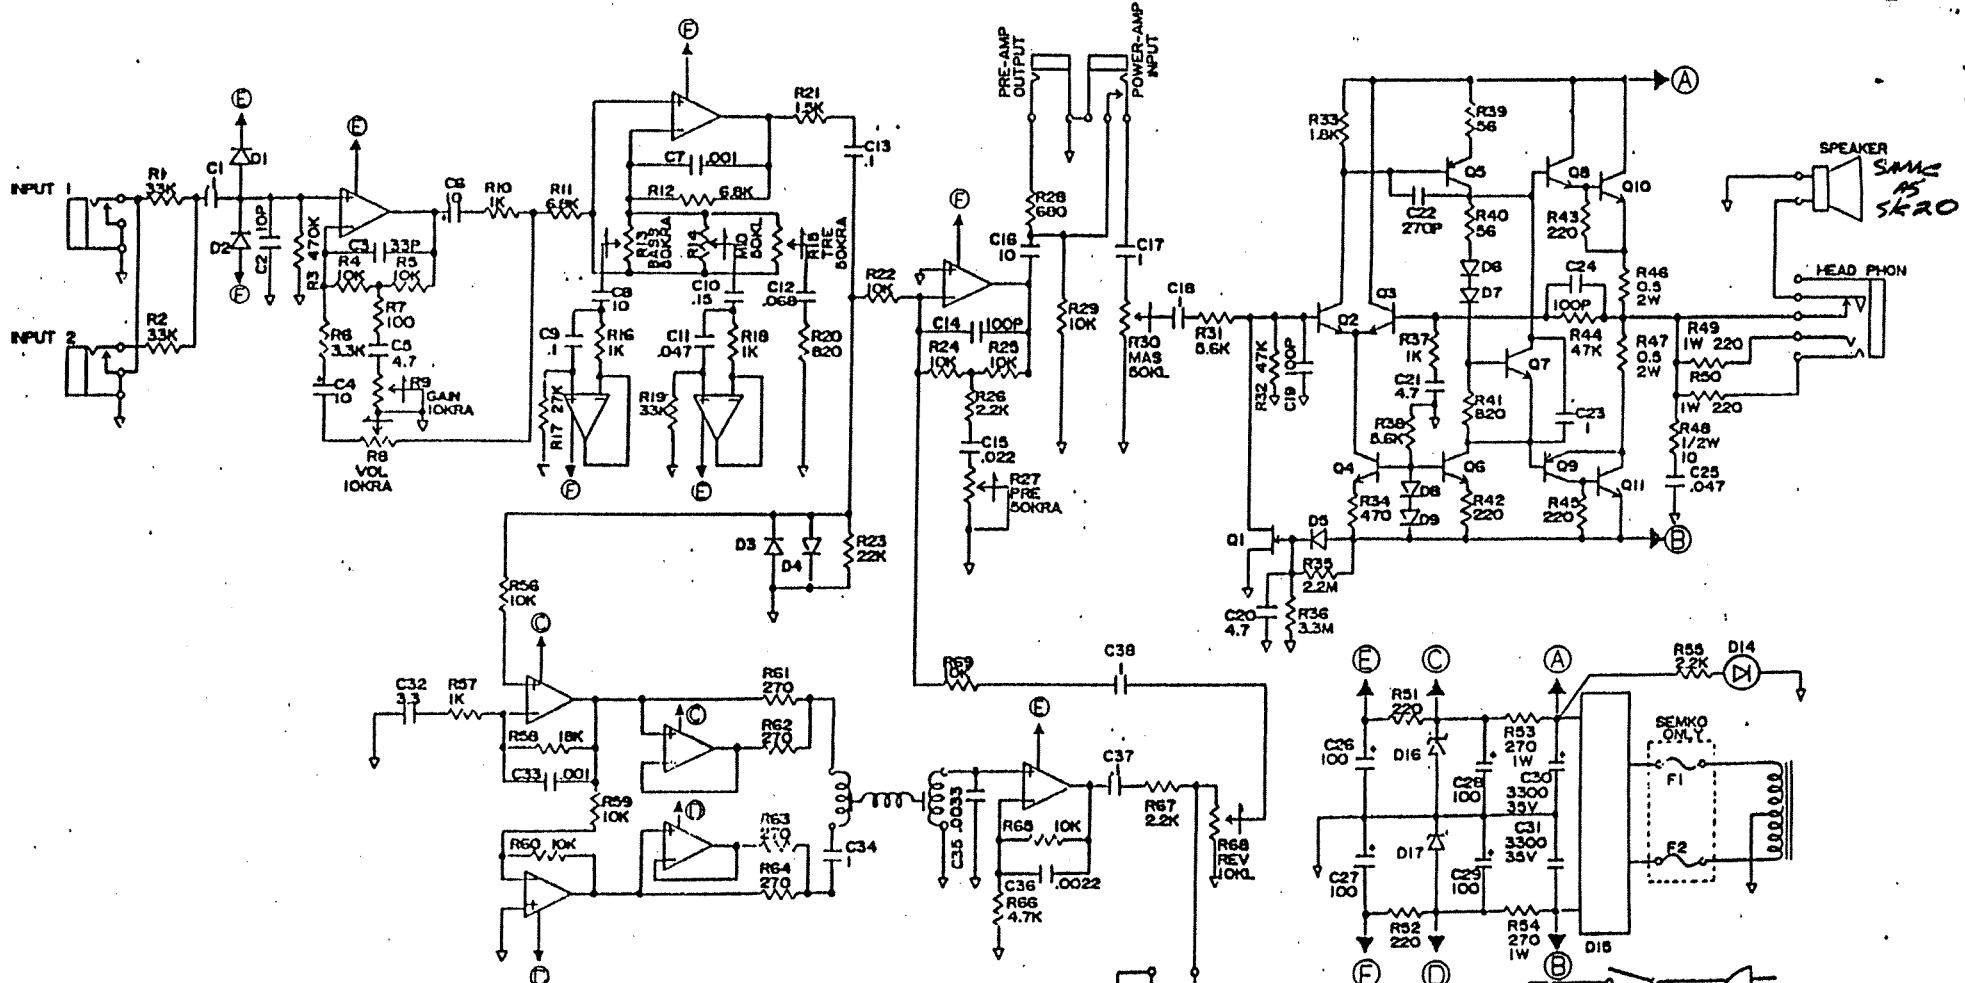 INPUT 1
R1
33K
C1
E
D1
D2
F
C2 10P
R3 470K
INPUT 2
R2
33K
E
C3 33P
R4
10K
R5
10K
R7
100
R6
3.3K
C5
4.7
C4
10
R9
GAIN
10KRA
R8
VOL
10KRA
C6
10
R10
1K
R11
6.8K
F
R21
1.5K
C7 .001
R12 6.8K
R13
BASS
50KRA
R14
MID
50KL
R15
TRE
50KRA
C8
10
C10
.15
C12
.068
C9
.1
R16
1K
C11
.047
R18
1K
R20
820
R17 27K
R19
33K
F
E
C13
.1
R22
10K
F
PRE-AMP
OUTPUT
POWER-AMP
INPUT
R28
680
C16
10
C17
1
C14 100P
R24
10K
R25
10K
R26
2.2K
C15
.022
R27
PRE
50KRA
R29
10K
R30
MAS
50KL
C18
1
R31
5.6K
R32 47K
C19 100P
D3
D4
R23
22K
R33
1.8K
R39
56
A
Q5
Q8
Q10
C22
270P
R40
56
R43
220
D6
D7
C24
100P
R46
0.5
2W
Q2
Q3
R37
1K
R44
47K
R47
0.5
2W
C21
4.7
Q7
R38
5.6K
R41
820
C23
1
Q4
Q6
Q9
Q11
R34
470
D8
D9
R42
220
R45
220
B
Q1
D5
R35
2.2M
C20
4.7
R36
3.3M
SPEAKER
SAME
AS
SK20
HEAD PHON
R49
1W 220
R50
1W 220
R48
1/2W
10
C25
.047
R56
10K
C
C32
3.3
R57
1K
R58 18K
C33 .001
R59
10K
R60 10K
D
C
D
R61
270
R62
270
R63
270
R64
270
C34
1
C35 .0033
E
R65 10K
C36 .0022
R66
4.7K
C37
1
R67
2.2K
R68
REV
10KL
R69
10K
C38
1
E
C
A
R55
2.2K
D14
R51
220
R53
270
1W
SEMKO
ONLY
C26
100
D16
C28
100
C30
3300
35V
F1
C27
100
D17
C29
100
C31
3300
35V
F2
R52
220
R54
270
1W
D15
F
D
B